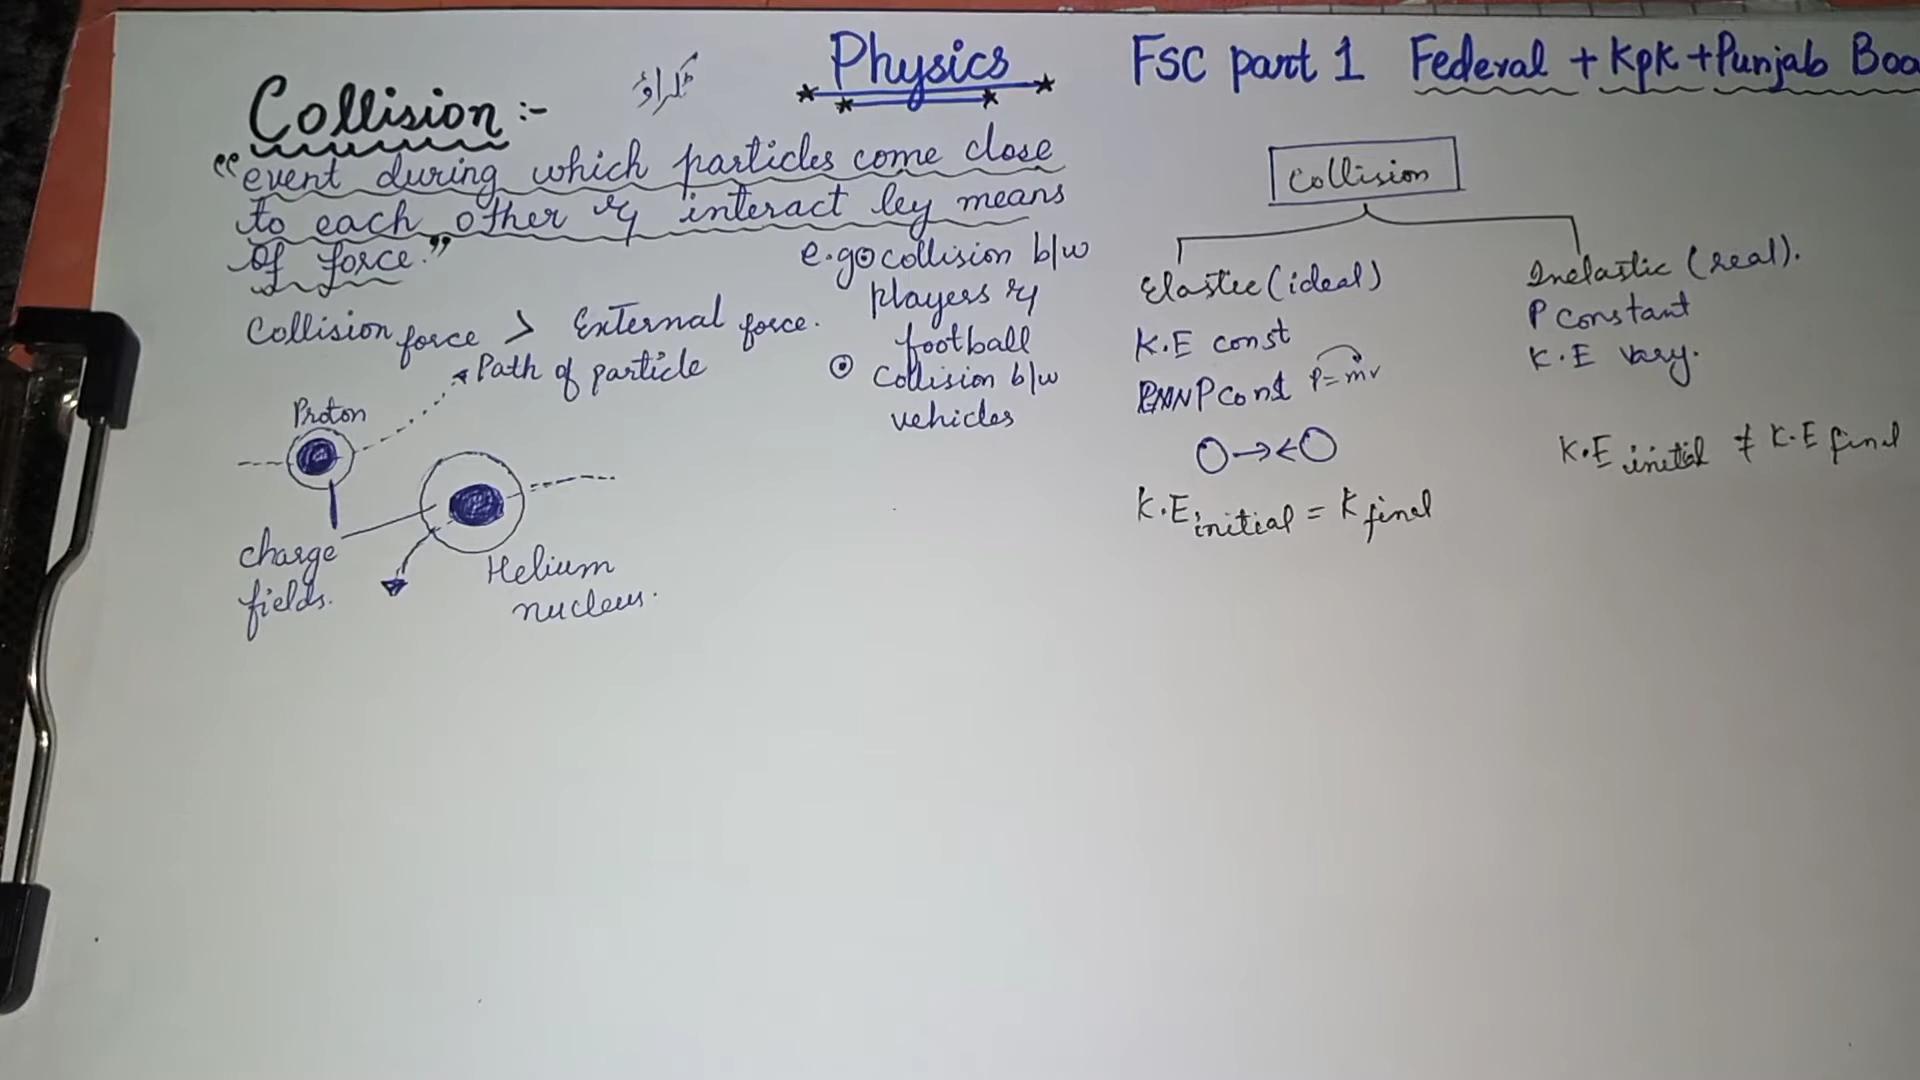 Physics FSC part 1 Federal + KpK + Punjab Boa
Collision :- ٹکراؤ
“event during which particles come close
to each other & interact by means
of force.”
e.g ⊙ collision b/w
players &
football
⊙ Collision b/w
vehicles
Collision force > External force.
Path of particle
Proton
charge
fields.
Helium
nucleus.
Collision
Elastic (ideal)
K.E const
P const P = mv
K.E initial = K final
Inelastic (real).
P constant
K.E vary.
K.E initial ≠ K.E final